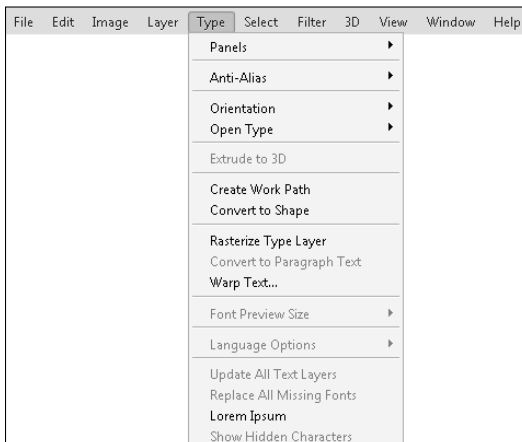 File Edit Image Layer Type Select Filter 3D View Window Help
Panels
Anti-Alias
Orientation
Open Type
Extrude to 3D
Create Work Path
Convert to Shape
Rasterize Type Layer
Convert to Paragraph Text
Warp Text...
Font Preview Size
Language Options
Update All Text Layers
Replace All Missing Fonts
Lorem Ipsum
Show Hidden Characters